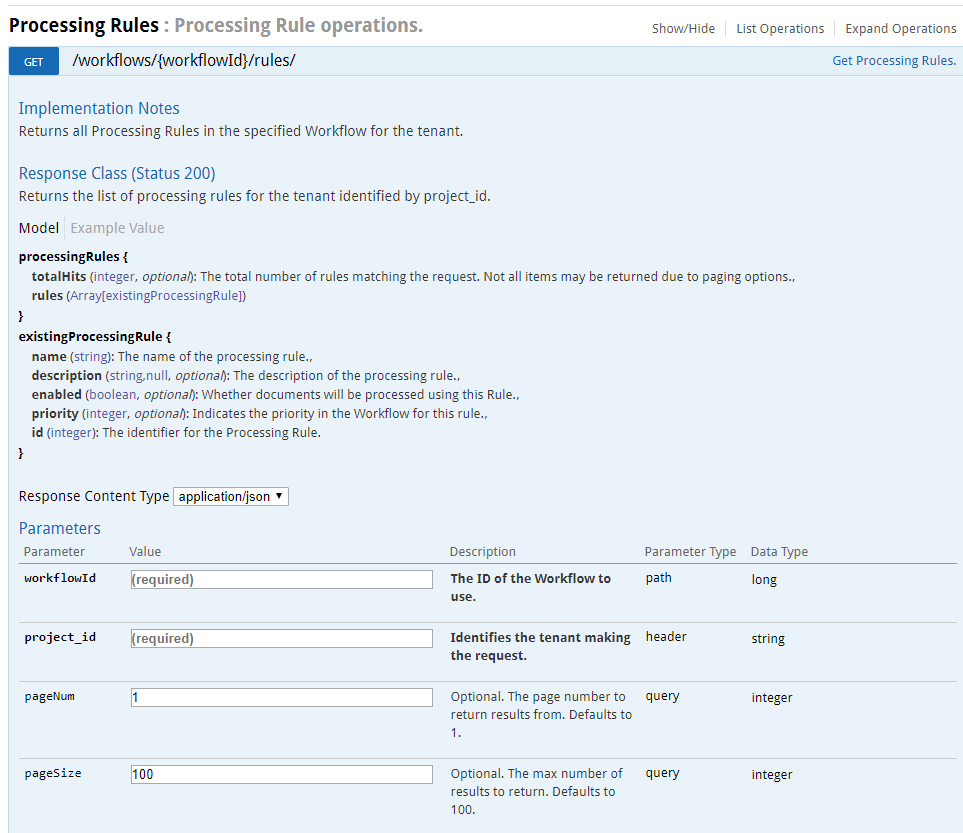 Processing Rules : Processing Rule operations.
Show/Hide List Operations Expand Operations
GET /workflows/{workflowId}/rules/ Get Processing Rules.
Implementation Notes
Returns all Processing Rules in the specified Workflow for the tenant.
Response Class (Status 200)
Returns the list of processing rules for the tenant identified by project_id.
Model Example Value
processingRules {
totalHits (integer, optional): The total number of rules matching the request. Not all items may be returned due to paging options.,
rules (Array[existingProcessingRule])
}
existingProcessingRule {
name (string): The name of the processing rule.,
description (string,null, optional): The description of the processing rule.,
enabled (boolean, optional): Whether documents will be processed using this Rule.,
priority (integer, optional): Indicates the priority in the Workflow for this rule.,
id (integer): The identifier for the Processing Rule.
}
Response Content Type application/json
Parameters
Parameter Value Description Parameter Type Data Type
workflowId (required) The ID of the Workflow to path long
use.
project_id (required) Identifies the tenant making header string
the request.
pageNum 1 Optional. The page number to query integer
return results from. Defaults to
1.
pageSize 100 Optional. The max number of query integer
results to return. Defaults to
100.